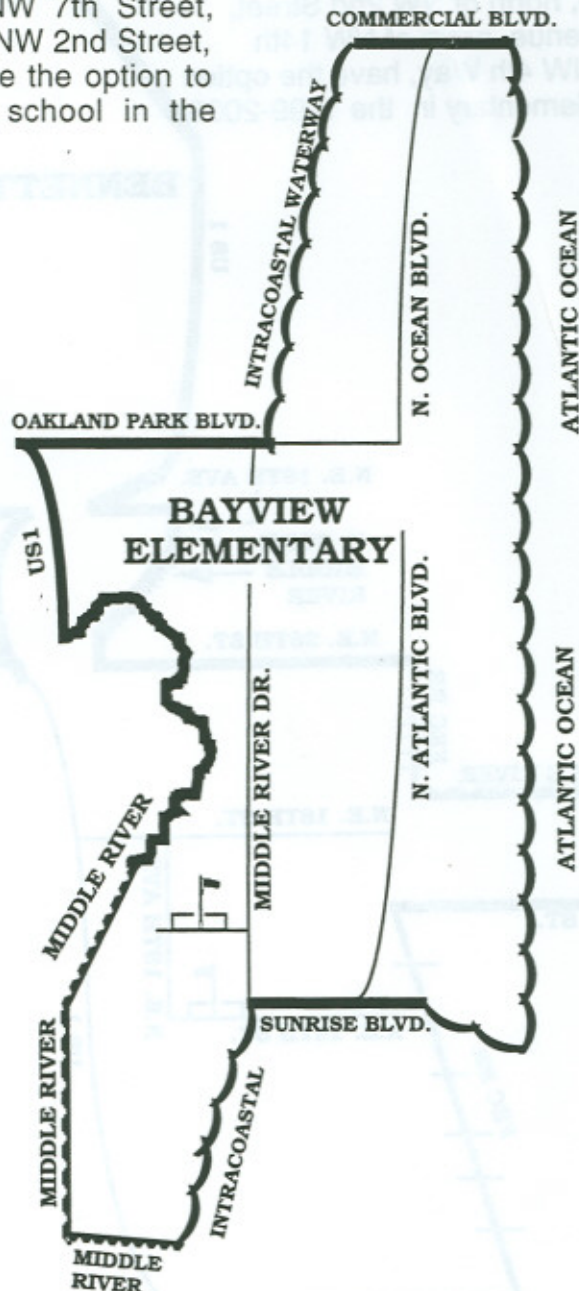 NW 7th Street,
NW 2nd Street,
e the option to
school in the
COMMERCIAL BLVD.
INTRACOASTAL WATERWAY
N. OCEAN BLVD.
ATLANTIC OCEAN
OAKLAND PARK BLVD.
US1
BAYVIEW
ELEMENTARY
MIDDLE RIVER DR.
N. ATLANTIC BLVD.
ATLANTIC OCEAN
MIDDLE RIVER
SUNRISE BLVD.
MIDDLE RIVER
INTRACOASTAL
MIDDLE
RIVER